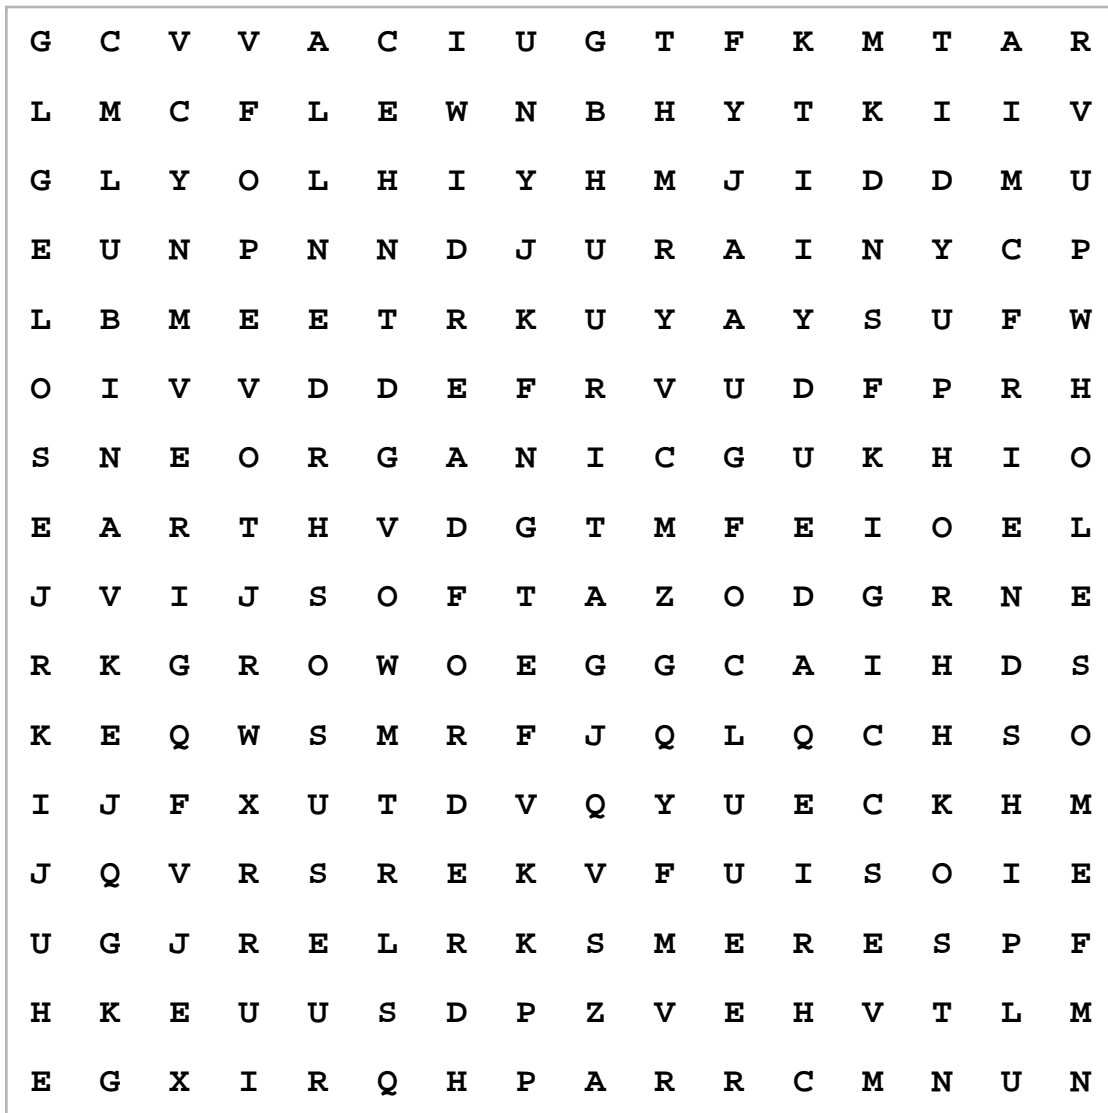 G C V V A C I U G T F K M T A R
L M C F L E W N B H Y T K I I V
G L Y O L H I Y H M J I D D M U
E U N P N N D J U R A I N Y C P
L B M E E T R K U Y A Y S U F W
O I V V D D E F R V U D F P R H
S N E O R G A N I C G U K H I O
E A R T H V D G T M F E I O E L
J V I J S O F T A Z O D G R N E
R K G R O W O E G G C A I H D S
K E Q W S M R F J Q L Q C H S O
I J F X U T D V Q Y U E C K H M
J Q V R S R E K V F U I S O I E
U G J R E L R K S M E R E S P F
H K E U U S D P Z V E H V T L M
E G X I R Q H P A R R C M N U N